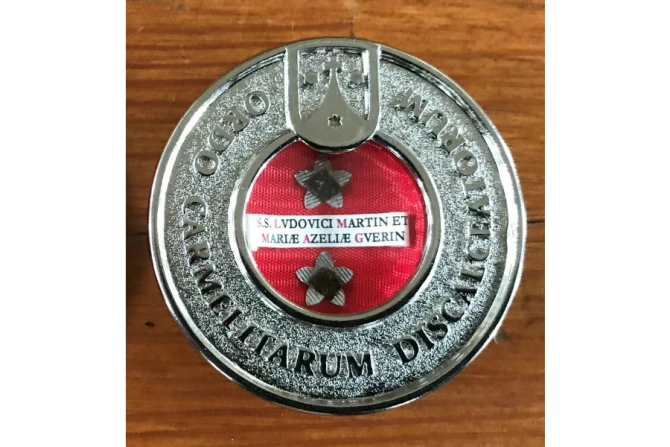 ORDO CARMELITARUM DISCALCEATORUM
S.S. LVDOVICI MARTIN ET
MARIÆ AZELIÆ GVERIN